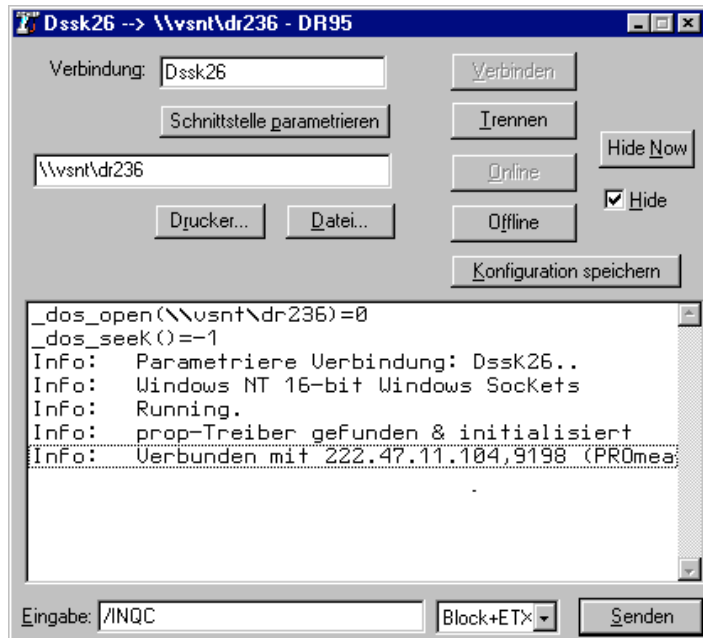 Dssk26 --> \\vsnt\dr236 - DR95
Verbindung: Dssk26
Verbinden
Schnittstelle parametrieren
Trennen
Hide Now
\\vsnt\dr236
Online
Hide
Drucker...
Datei...
Offline
Konfiguration speichern
_dos_open(\\vsnt\dr236)=0
_dos_seek()=-1
Info: Parametriere Verbindung: Dssk26..
Info: Windows NT 16-bit Windows Sockets
Info: Running.
Info: prop-Treiber gefunden & initialisiert
Info: Verbunden mit 222.47.11.104,9198 (PROmea
Eingabe: /INQC
Block+ETX
Senden